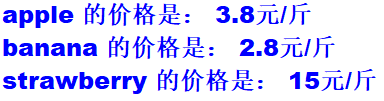 apple 的价格是： 3.8元/斤
banana 的价格是： 2.8元/斤
strawberry 的价格是： 15元/斤